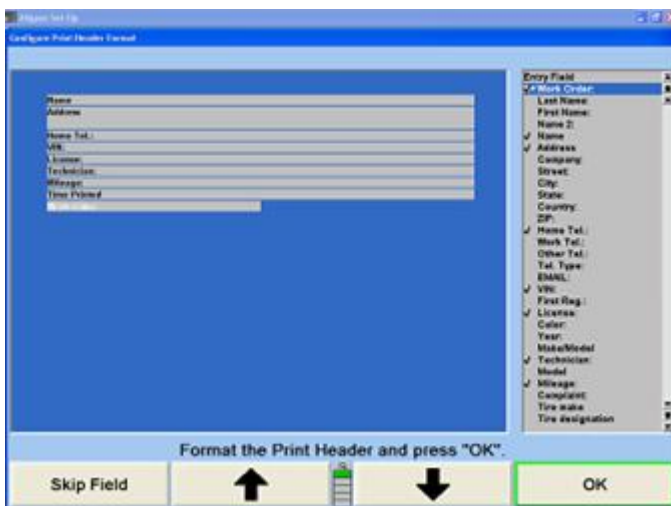 Aligner Set Up
Configure Print Header Format
Name
Address
Home Tel.:
VIN:
License:
Technician:
Mileage:
Time Printed
Entry Field
Work Order:
Last Name:
First Name:
Name 2:
✓ Name
✓ Address
Company:
Street:
City:
State:
Country:
ZIP:
✓ Home Tel.:
Work Tel.:
Other Tel.:
Tel. Type:
EMAIL:
✓ VIN:
First Reg.:
✓ License:
Color:
Year:
Make/Model
✓ Technician:
Model
✓ Mileage:
Complaint:
Tire make
Tire designation
Format the Print Header and press "OK".
Skip Field
OK